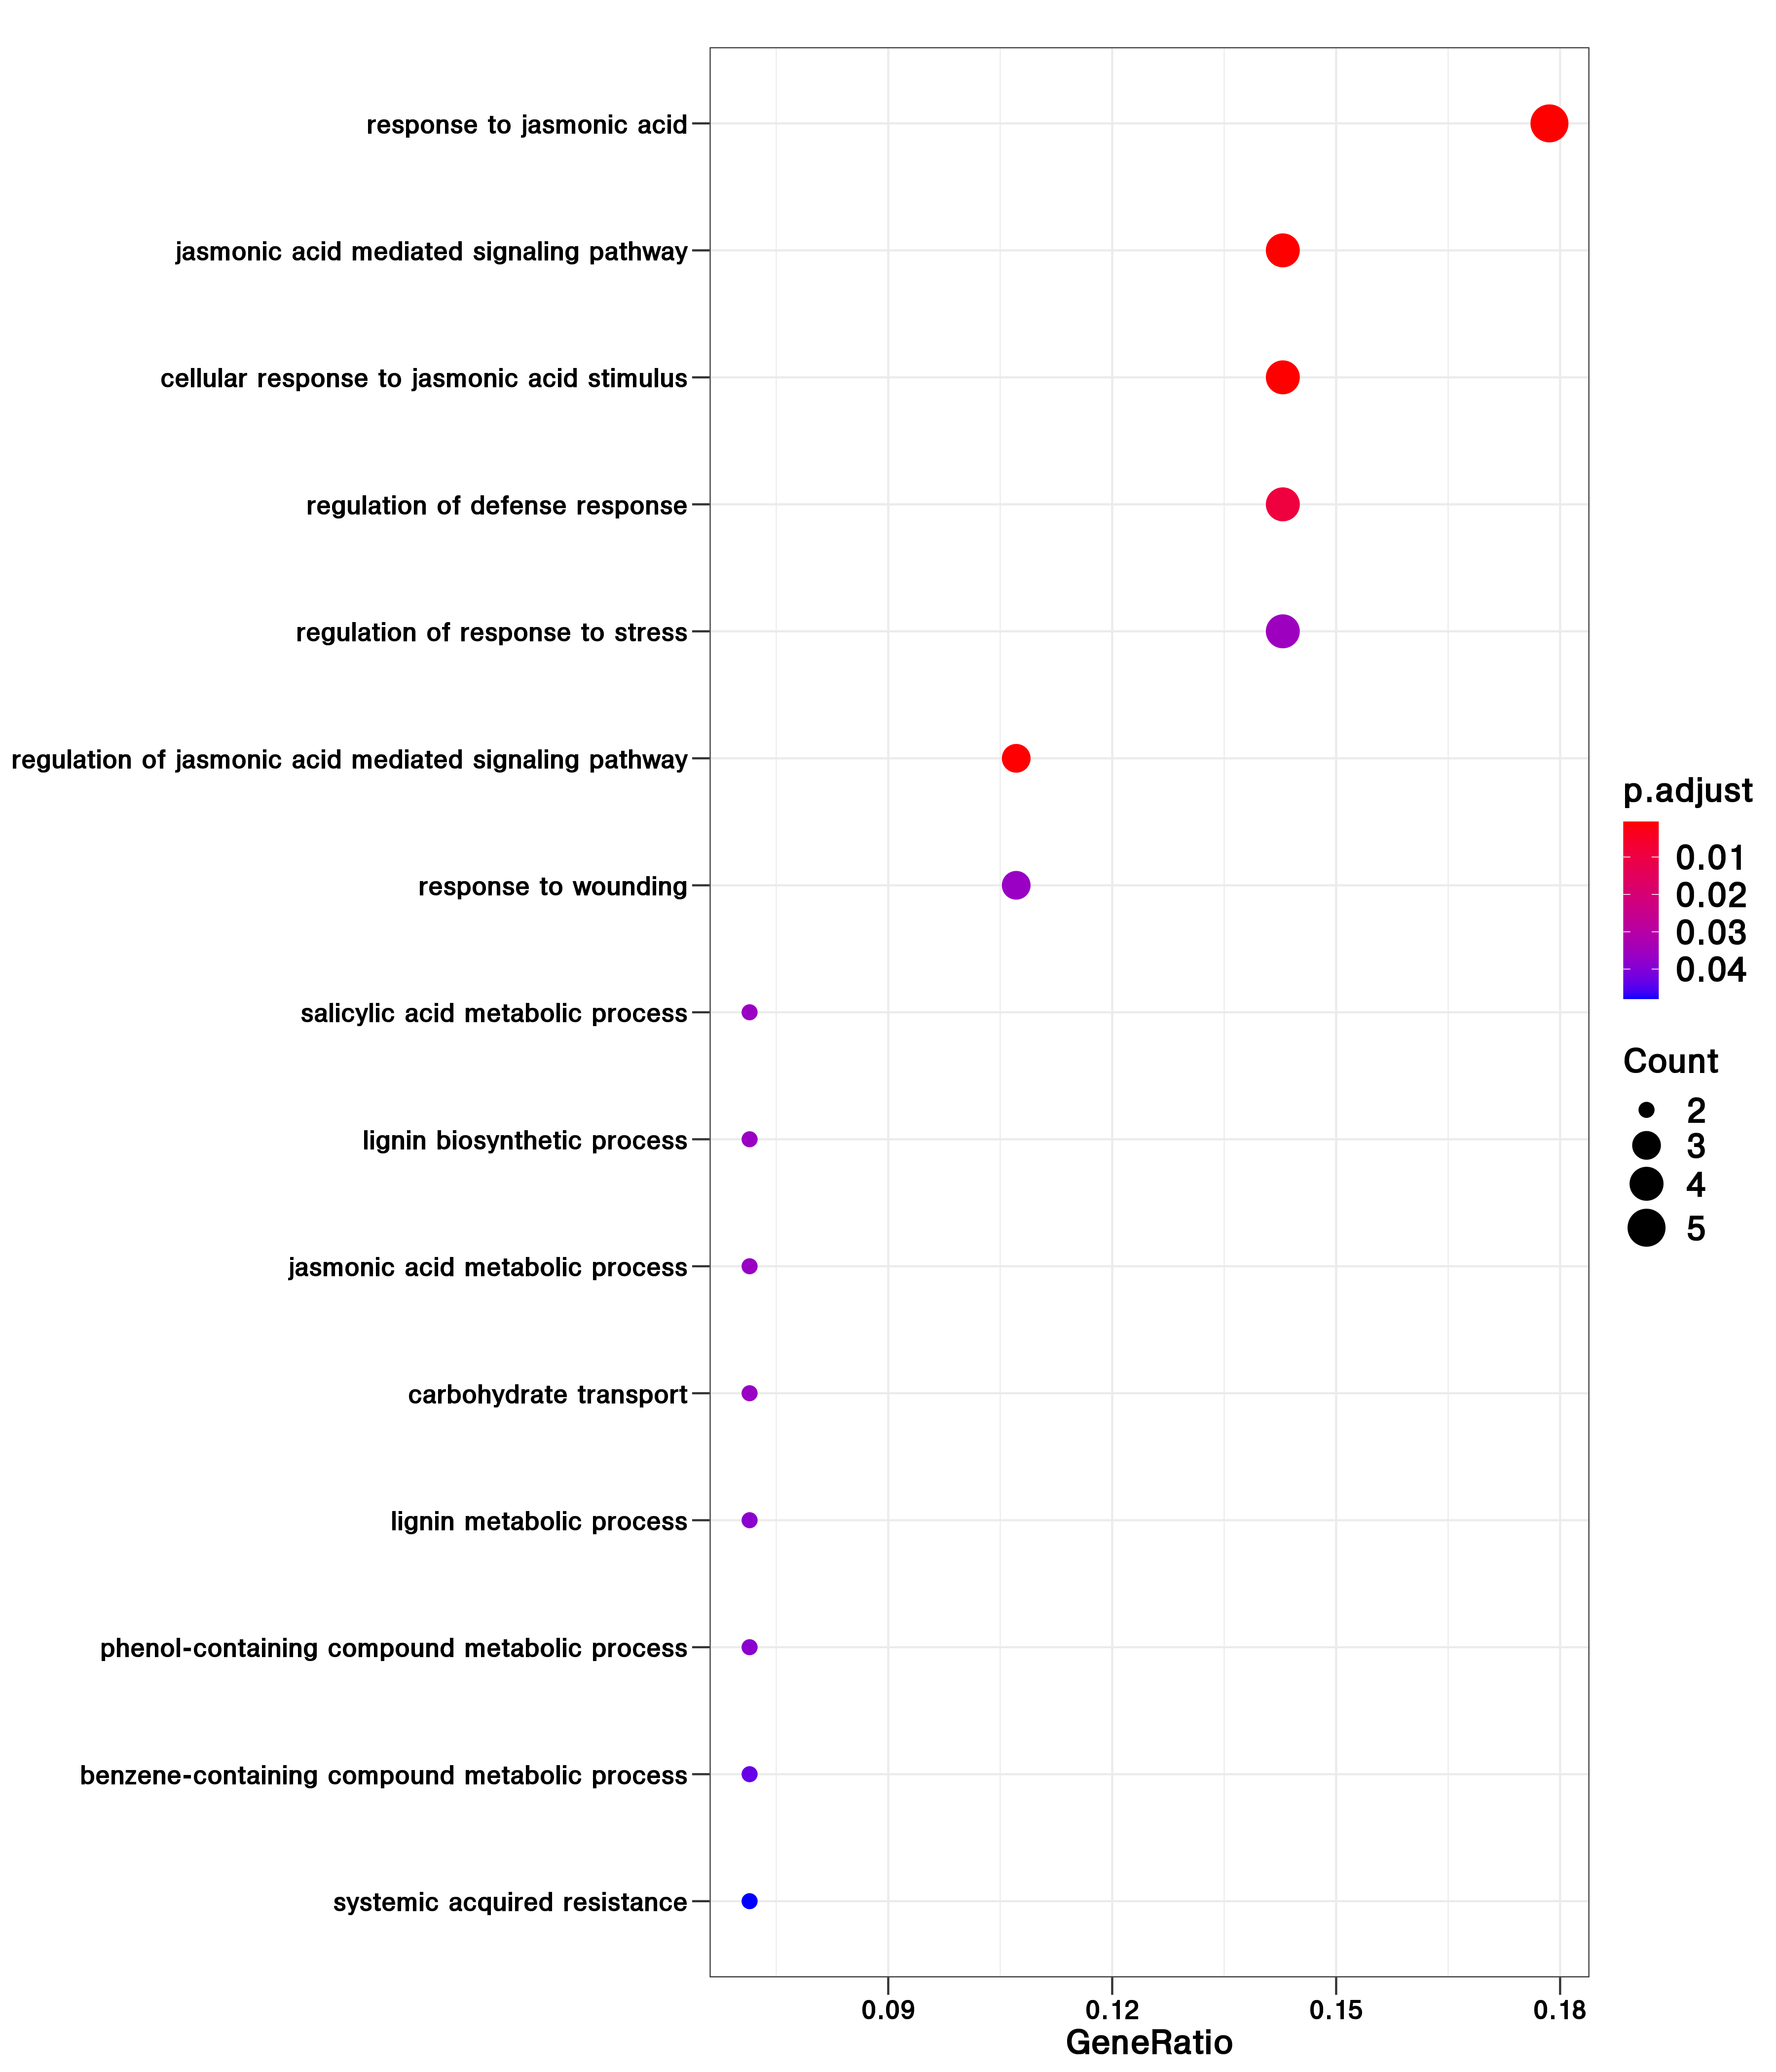 response to jasmonic acid
jasmonic acid mediated signaling pathway
cellular response to jasmonic acid stimulus
regulation of defense response
regulation of response to stress
regulation of jasmonic acid mediated signaling pathway
response to wounding
salicylic acid metabolic process
lignin biosynthetic process
jasmonic acid metabolic process
carbohydrate transport
lignin metabolic process
phenol-containing compound metabolic process
benzene-containing compound metabolic process
systemic acquired resistance
0.09 0.12 0.15 0.18
GeneRatio
p.adjust
0.01
0.02
0.03
0.04
Count
2
3
4
5